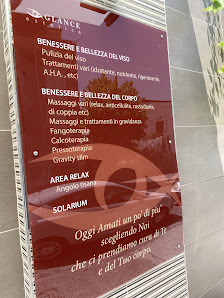 GLANCE
estetica
BENESSERE E BELLEZZA DEL VISO
Pulizia del viso
Trattamenti vari (idratante, nutriente, rigenerante,
A.H.A., etc)
BENESSERE E BELLEZZA DEL CORPO
Massaggi vari (relax, anticellulite, rassodante,
di coppia etc)
Massaggi e trattamenti in gravidanza
Fangoterapia
Calcoterapia
Pressoterapia
Gravity slim
AREA RELAX
Angolo tisana
SOLARIUM
Oggi Amati un po' di piu'
scegliendo Noi
che ci prendiamo cura di Te
e del Tuo corpo.